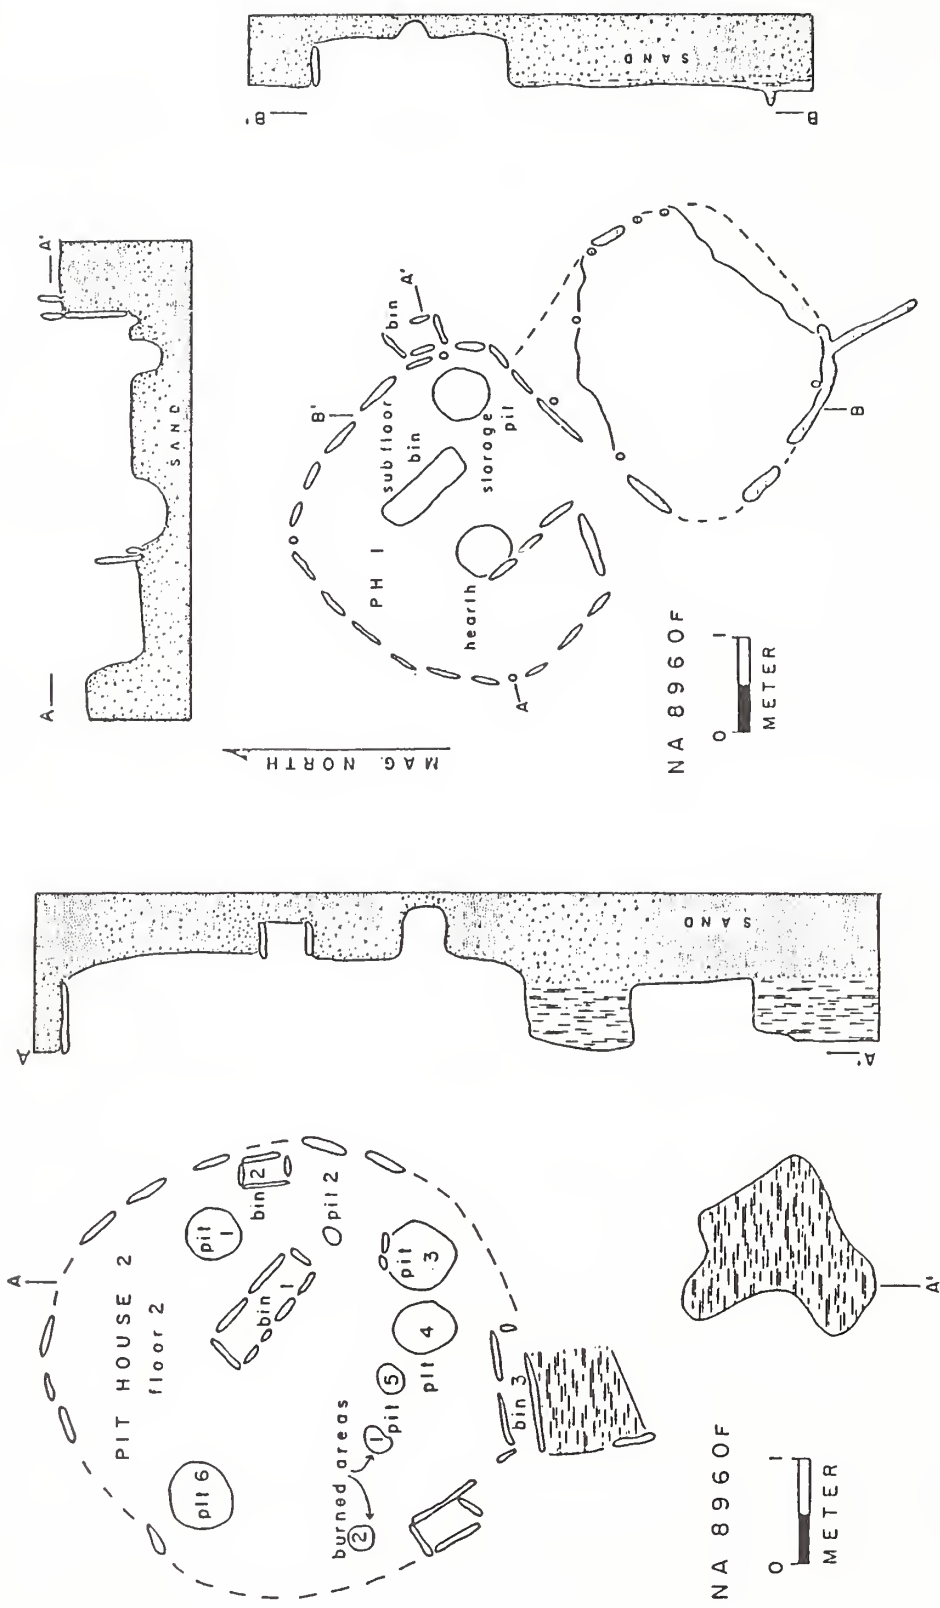 A
A'
SAND
B'
B
SAND
MAG. NORTH
PH 1
hearth
subfloor
bin
storage
pit
bin
A'
B'
A
B
NA 8960F
0 1
METER
A
A'
SAND
PIT HOUSE 2
floor 2
A
pit 6
pit
1
bin 2
bin 1
pit 2
pit
3
4
pit
5
pit
1
burned areas
2
bin 3
A'
NA 8960F
0 1
METER